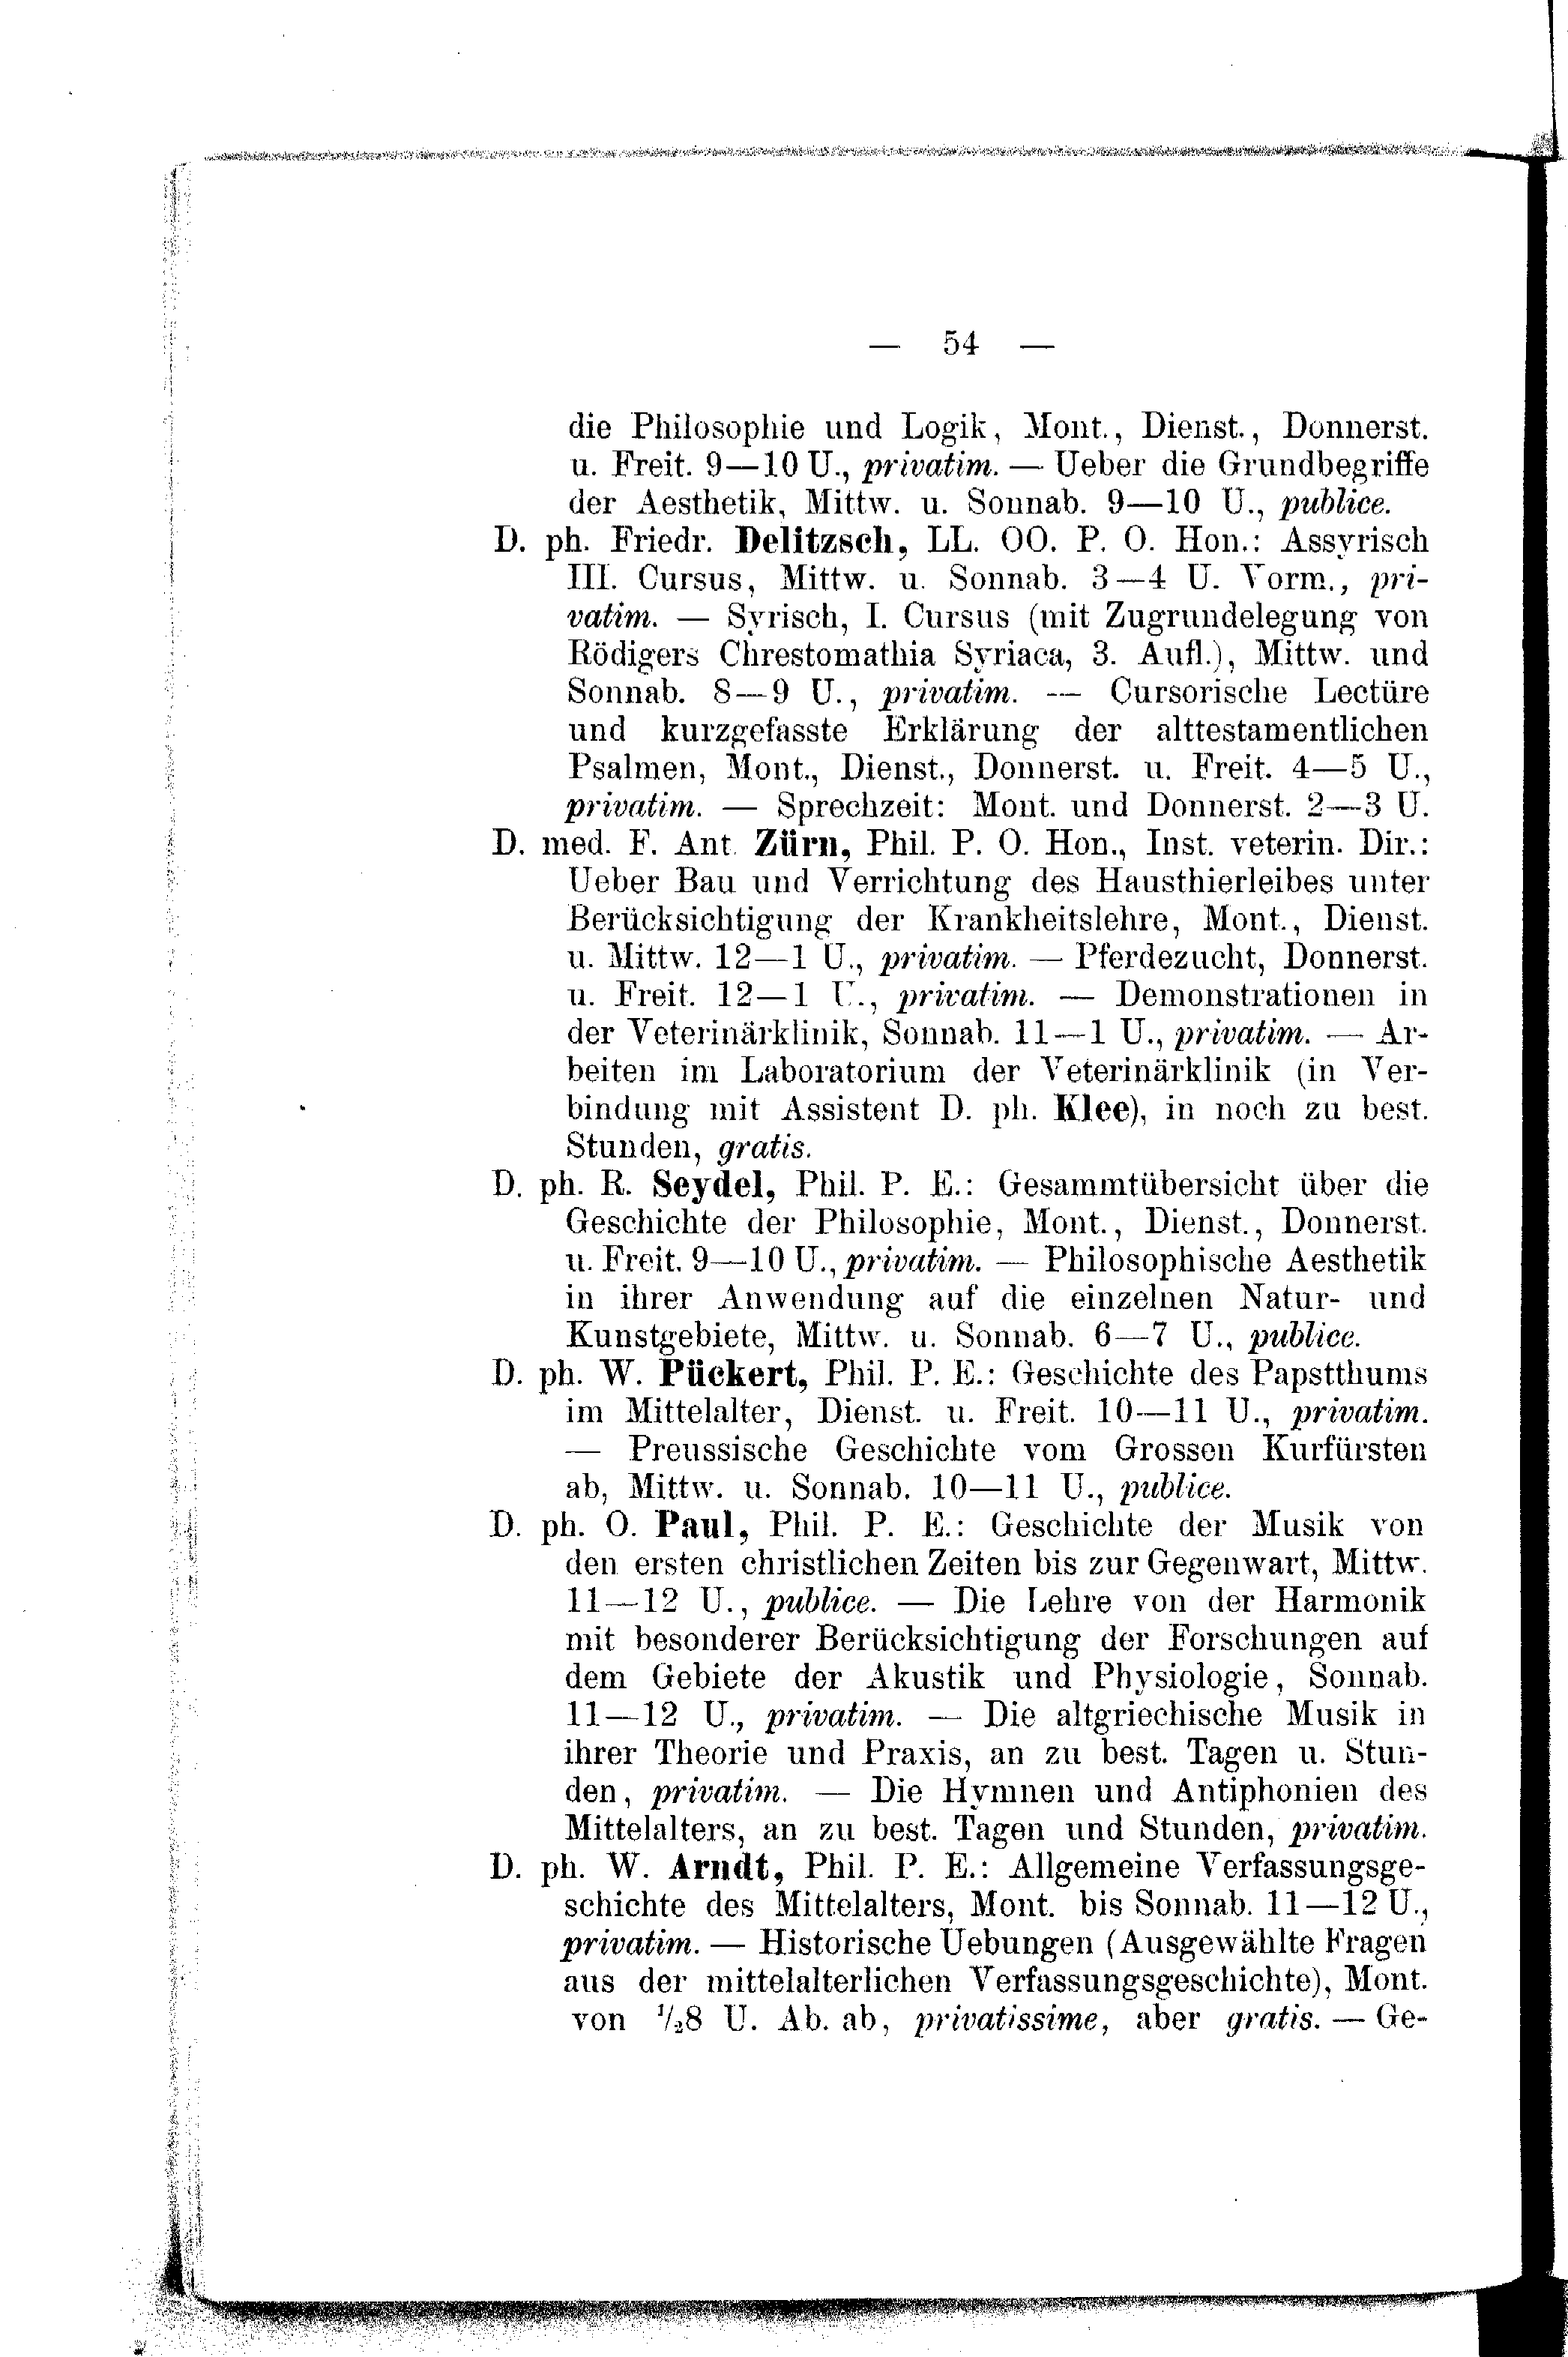 — 54 —
die Philosophie und Logik, Mont., Dienst., Donnerst.
u. Freit. 9—10 U., privatim. — Ueber die Grundbegriffe
der Aesthetik, Mittw. u. Sonnab. 9—10 U., publice.
D. ph. Friedr. Delitzsch, LL. OO. P. O. Hon.: Assyrisch
III. Cursus, Mittw. u. Sonnab. 3—4 U. Vorm., pri-
vatim. — Syrisch, I. Cursus (mit Zugrundelegung von
Rödigers Chrestomathia Syriaca, 3. Aufl.), Mittw. und
Sonnab. 8—9 U., privatim. — Cursorische Lectüre
und kurzgefasste Erklärung der alttestamentlichen
Psalmen, Mont., Dienst., Donnerst. u. Freit. 4—5 U.,
privatim. — Sprechzeit: Mont. und Donnerst. 2—3 U.
D. med. F. Ant. Zürn, Phil. P. O. Hon., Inst. veterin. Dir.:
Ueber Bau und Verrichtung des Hausthierleibes unter
Berücksichtigung der Krankheitslehre, Mont., Dienst.
u. Mittw. 12—1 U., privatim. — Pferdezucht, Donnerst.
u. Freit. 12—1 U., privatim. — Demonstrationen in
der Veterinärklinik, Sonnab. 11—1 U., privatim. — Ar-
beiten im Laboratorium der Veterinärklinik (in Ver-
bindung mit Assistent D. ph. Klee), in noch zu best.
Stunden, gratis.
D. ph. R. Seydel, Phil. P. E.: Gesammtübersicht über die
Geschichte der Philosophie, Mont., Dienst., Donnerst.
u. Freit. 9—10 U., privatim. — Philosophische Aesthetik
in ihrer Anwendung auf die einzelnen Natur- und
Kunstgebiete, Mittw. u. Sonnab. 6—7 U., publice.
D. ph. W. Pückert, Phil. P. E.: Geschichte des Papstthums
im Mittelalter, Dienst. u. Freit. 10—11 U., privatim.
— Preussische Geschichte vom Grossen Kurfürsten
ab, Mittw. u. Sonnab. 10—11 U., publice.
D. ph. O. Paul, Phil. P. E.: Geschichte der Musik von
den ersten christlichen Zeiten bis zur Gegenwart, Mittw.
11—12 U., publice. — Die Lehre von der Harmonik
mit besonderer Berücksichtigung der Forschungen auf
dem Gebiete der Akustik und Physiologie, Sonnab.
11—12 U., privatim. — Die altgriechische Musik in
ihrer Theorie und Praxis, an zu best. Tagen u. Stun-
den, privatim. — Die Hymnen und Antiphonien des
Mittelalters, an zu best. Tagen und Stunden, privatim.
D. ph. W. Arndt, Phil. P. E.: Allgemeine Verfassungsge-
schichte des Mittelalters, Mont. bis Sonnab. 11—12 U.,
privatim. — Historische Uebungen (Ausgewählte Fragen
aus der mittelalterlichen Verfassungsgeschichte), Mont.
von ½8 U. Ab. ab, privatissime, aber gratis. — Ge-